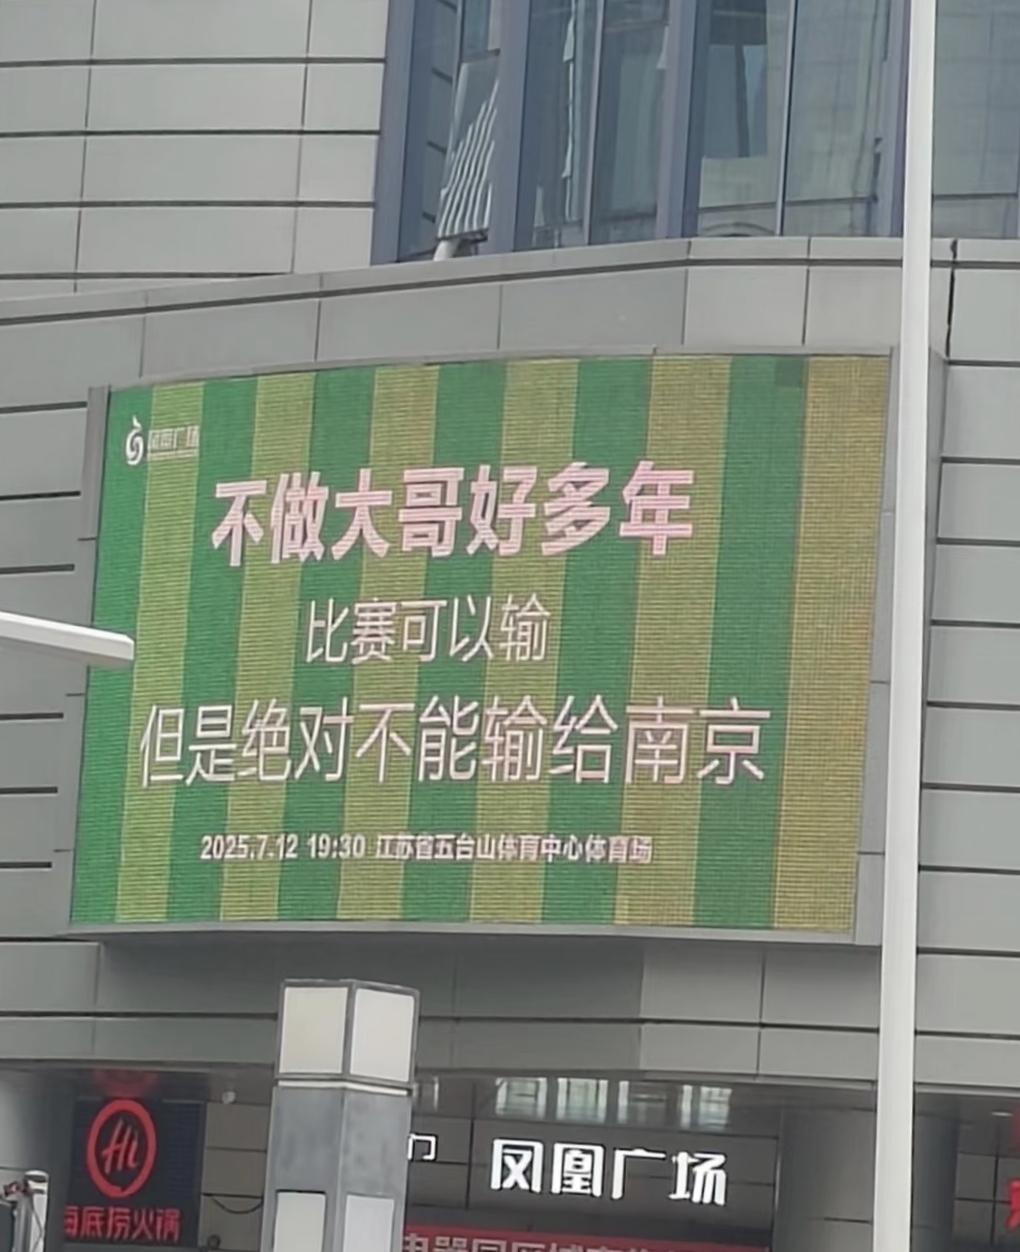 凤凰广场
不做大哥好多年
比赛可以输
但是绝对不能输给南京
2025.7.12 19:30 江苏省五台山体育中心体育场
Hi
海底捞火锅
门
凤凰广场